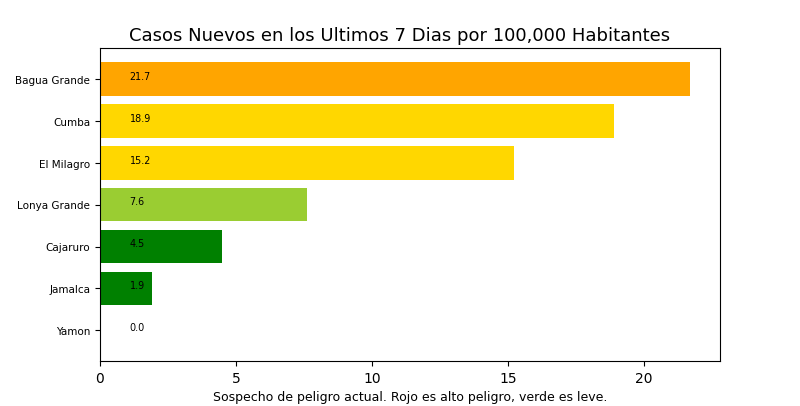 Casos Nuevos en los Ultimos 7 Dias por 100,000 Habitantes
Bagua Grande 21.7
Cumba 18.9
El Milagro 15.2
Lonya Grande 7.6
Cajaruro 4.5
Jamalca 1.9
Yamon 0.0
0 5 10 15 20
Sospecho de peligro actual. Rojo es alto peligro, verde es leve.